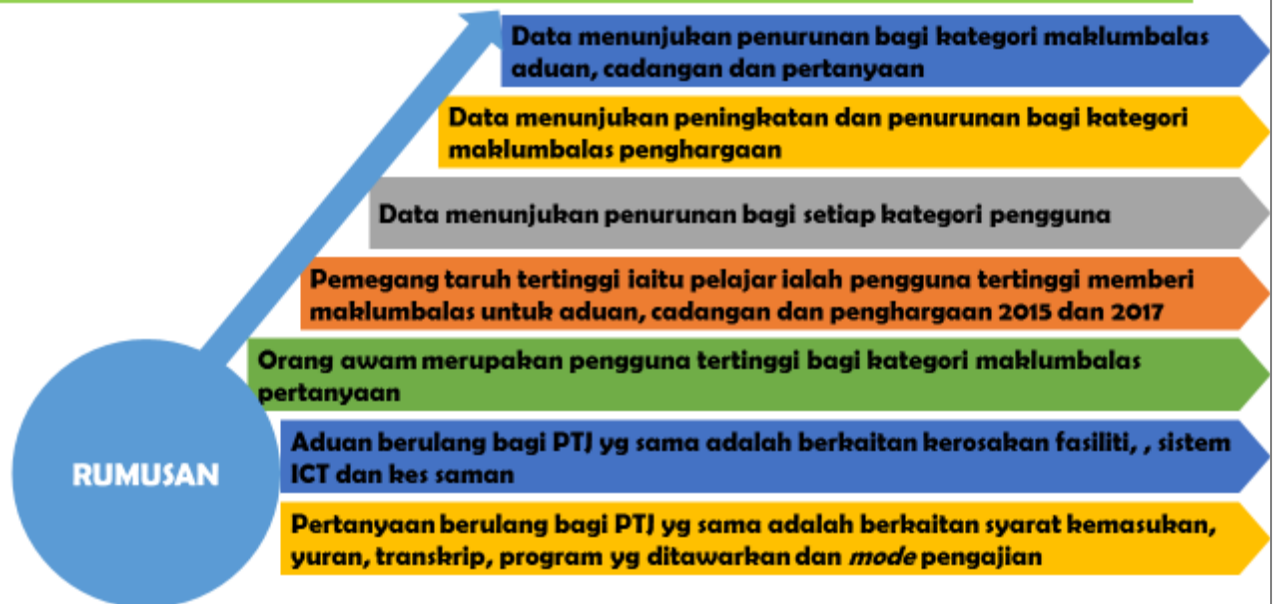 Data menunjukan penurunan bagi kategori maklumbalas
aduan, cadangan dan pertanyaan
Data menunjukan peningkatan dan penurunan bagi kategori
maklumbalas penghargaan
Data menunjukan penurunan bagi setiap kategori pengguna
Pemegang taruh tertinggi iaitu pelajar ialah pengguna tertinggi memberi
maklumbalas untuk aduan, cadangan dan penghargaan 2015 dan 2017
Orang awam merupakan pengguna tertinggi bagi kategori maklumbalas
pertanyaan
RUMUSAN
Aduan berulang bagi PTJ yg sama adalah berkaitan kerosakan fasiliti, , sistem
ICT dan kes saman
Pertanyaan berulang bagi PTJ yg sama adalah berkaitan syarat kemasukan,
yuran, transkrip, program yg ditawarkan dan mode pengajian